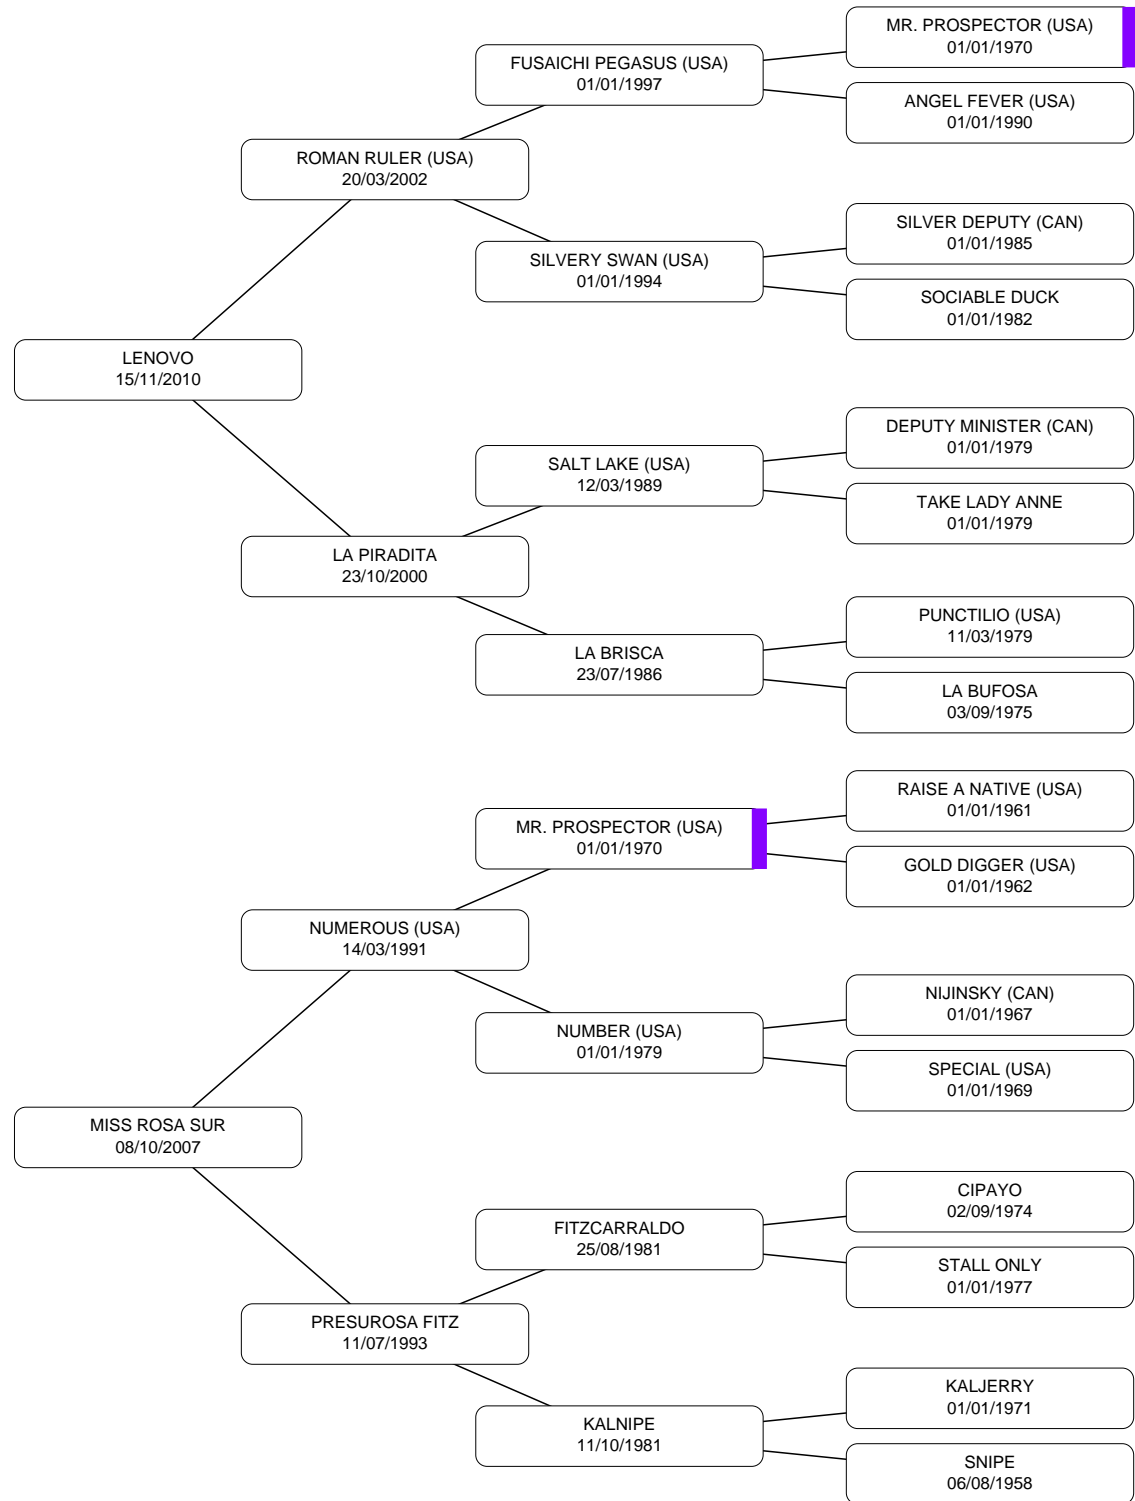 MR. PROSPECTOR (USA)
01/01/1970
FUSAICHI PEGASUS (USA)
01/01/1997
ANGEL FEVER (USA)
01/01/1990
ROMAN RULER (USA)
20/03/2002
SILVER DEPUTY (CAN)
01/01/1985
SILVERY SWAN (USA)
01/01/1994
SOCIABLE DUCK
01/01/1982
LENOVO
15/11/2010
DEPUTY MINISTER (CAN)
01/01/1979
SALT LAKE (USA)
12/03/1989
TAKE LADY ANNE
01/01/1979
LA PIRADITA
23/10/2000
PUNCTILIO (USA)
11/03/1979
LA BRISCA
23/07/1986
LA BUFOSA
03/09/1975
RAISE A NATIVE (USA)
01/01/1961
MR. PROSPECTOR (USA)
01/01/1970
GOLD DIGGER (USA)
01/01/1962
NUMEROUS (USA)
14/03/1991
NIJINSKY (CAN)
01/01/1967
NUMBER (USA)
01/01/1979
SPECIAL (USA)
01/01/1969
MISS ROSA SUR
08/10/2007
CIPAYO
02/09/1974
FITZCARRALDO
25/08/1981
STALL ONLY
01/01/1977
PRESUROSA FITZ
11/07/1993
KALJERRY
01/01/1971
KALNIPE
11/10/1981
SNIPE
06/08/1958